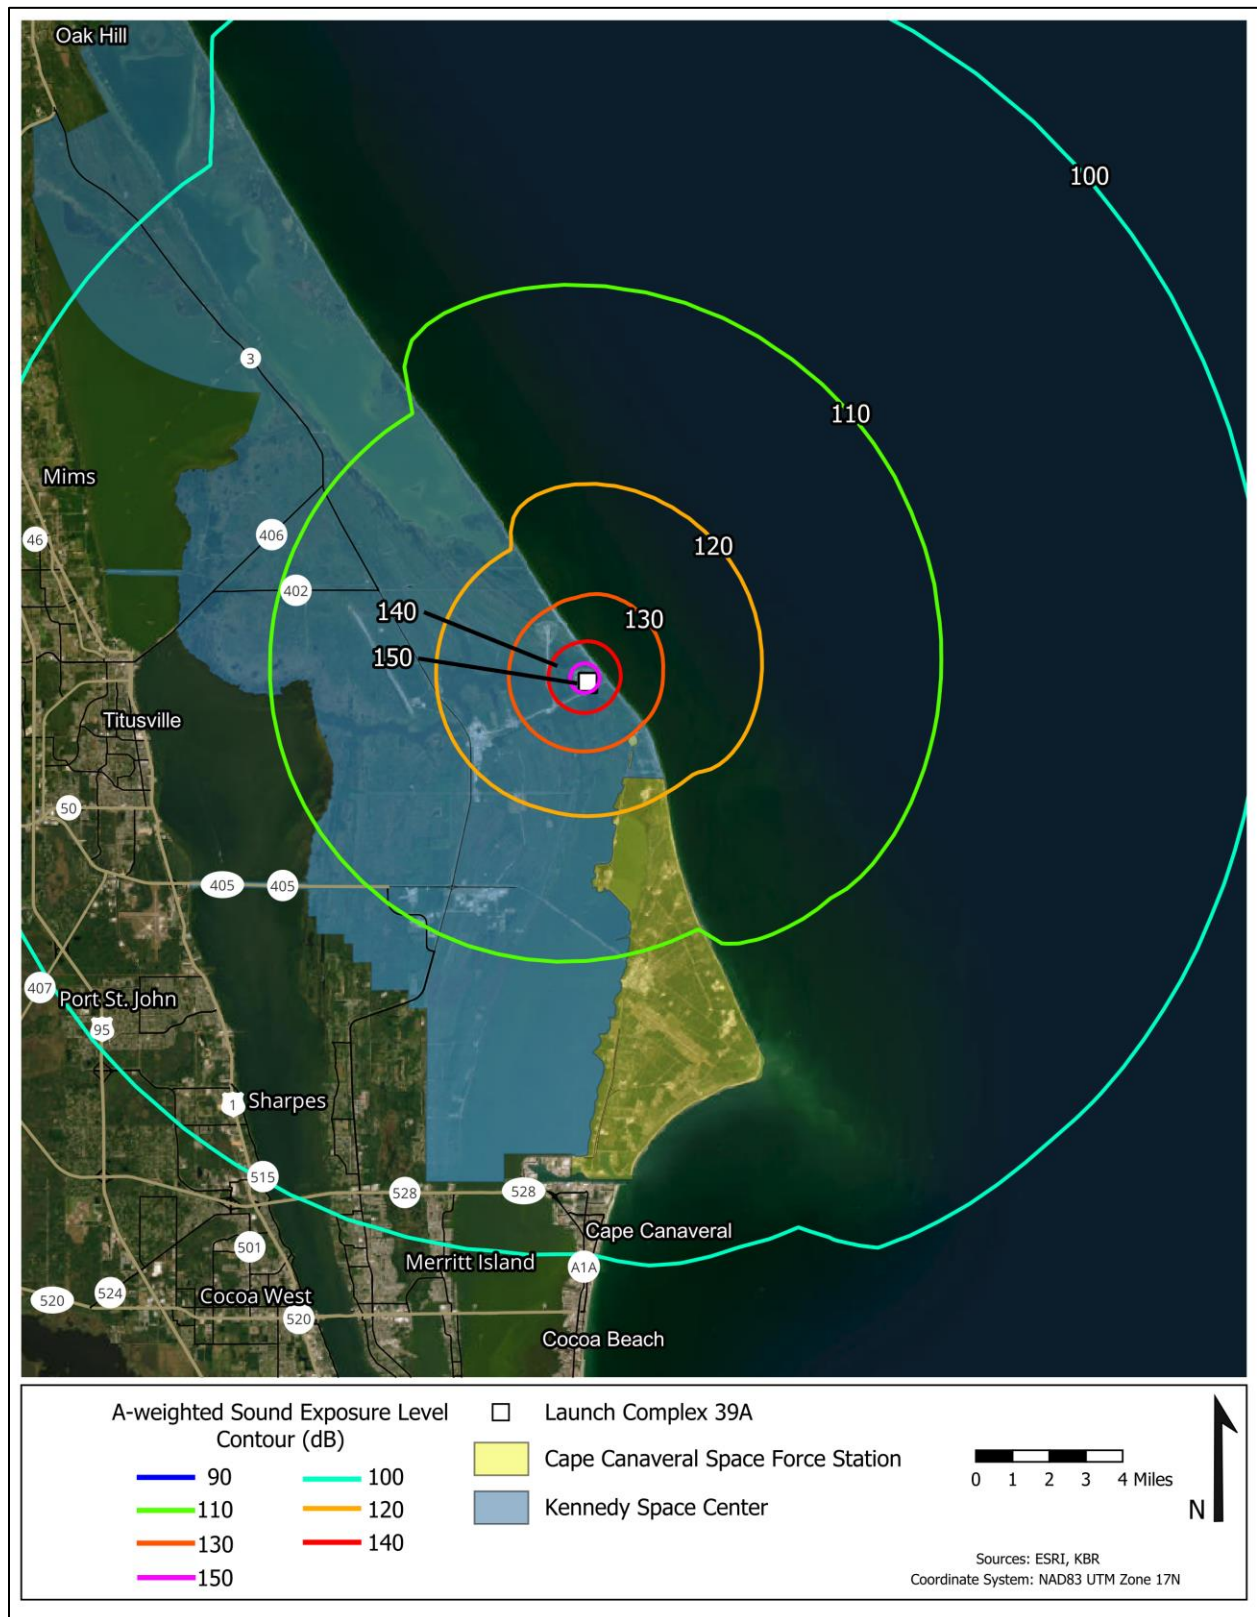 Oak Hill
100
3
110
Mims
46
406
120
402
140
130
150
Titusville
50
405
405
407
Port St. John
95
1
Sharpes
515
528
528
Cape Canaveral
501
Merritt Island
A1A
524
520
Cocoa West
520
Cocoa Beach
A-weighted Sound Exposure Level
Contour (dB)
90
100
110
120
130
140
150
Launch Complex 39A
Cape Canaveral Space Force Station
Kennedy Space Center
0 1 2 3 4 Miles
N
Sources: ESRI, KBR
Coordinate System: NAD83 UTM Zone 17N